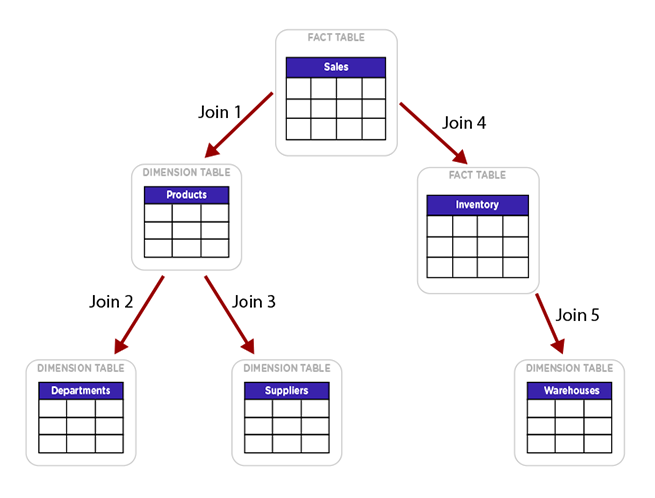 FACT TABLE
Sales
Join 1
Join 4
DIMENSION TABLE
Products
FACT TABLE
Inventory
Join 2
Join 3
Join 5
DIMENSION TABLE
Departments
DIMENSION TABLE
Suppliers
DIMENSION TABLE
Warehouses